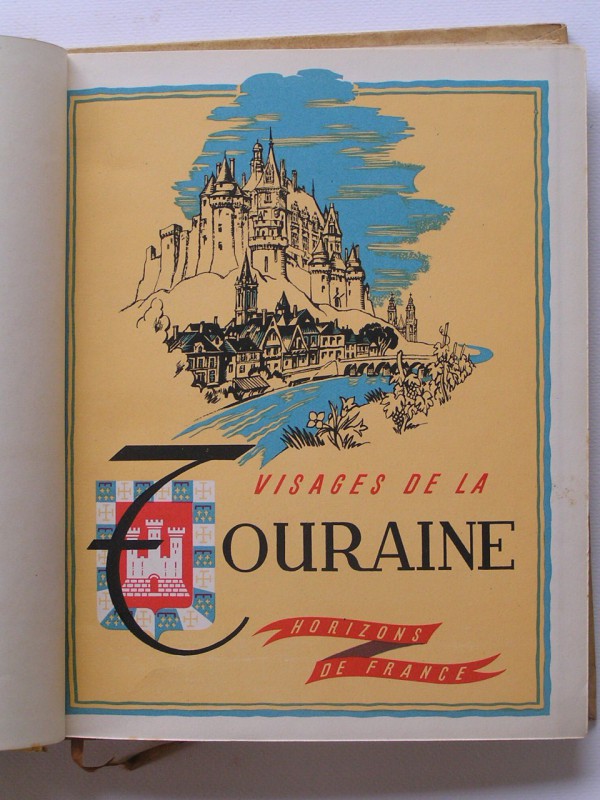 VISAGES DE LA
TOURAINE
HORIZONS
DE FRANCE